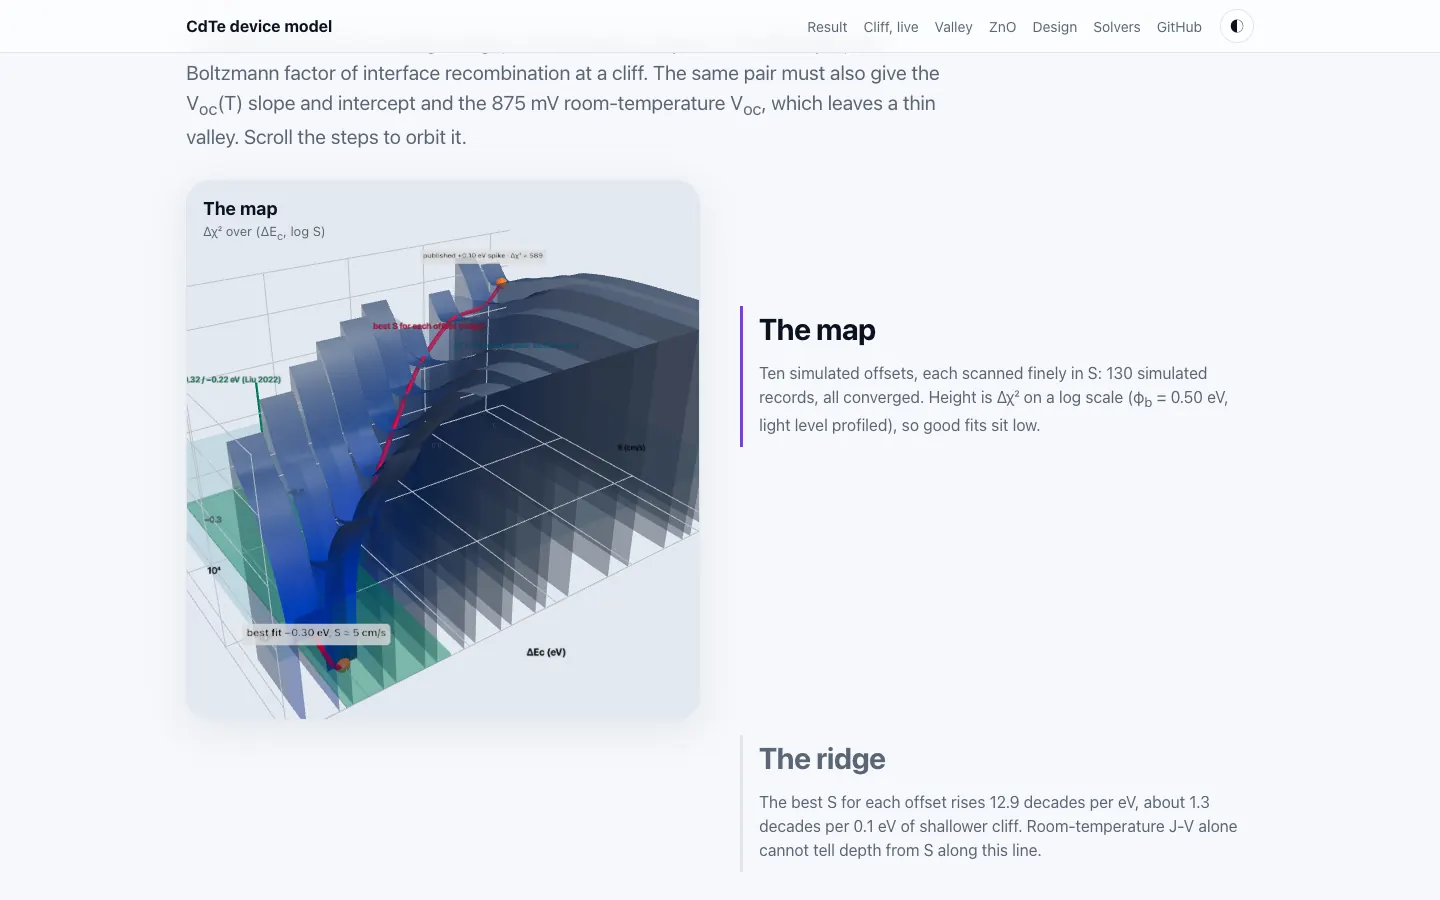 CdTe device model
Result
Cliff, live
Valley
ZnO
Design
Solvers
GitHub
Boltzmann factor of interface recombination at a cliff. The same pair must also give the
Voc(T) slope and intercept and the 875 mV room-temperature Voc, which leaves a thin
valley. Scroll the steps to orbit it.
The map
Δχ² over (ΔEc, log S)
published +0.10 eV spike · Δχ² = 589
best S for each offset
.32 / −0.22 eV (Liu 2022)
S (cm/s)
−0.3
10⁴
best fit −0.30 eV, S ≈ 5 cm/s
ΔEc (eV)
The map
Ten simulated offsets, each scanned finely in S: 130 simulated
records, all converged. Height is Δχ² on a log scale (ϕb = 0.50 eV,
light level profiled), so good fits sit low.
The ridge
The best S for each offset rises 12.9 decades per eV, about 1.3
decades per 0.1 eV of shallower cliff. Room-temperature J-V alone
cannot tell depth from S along this line.